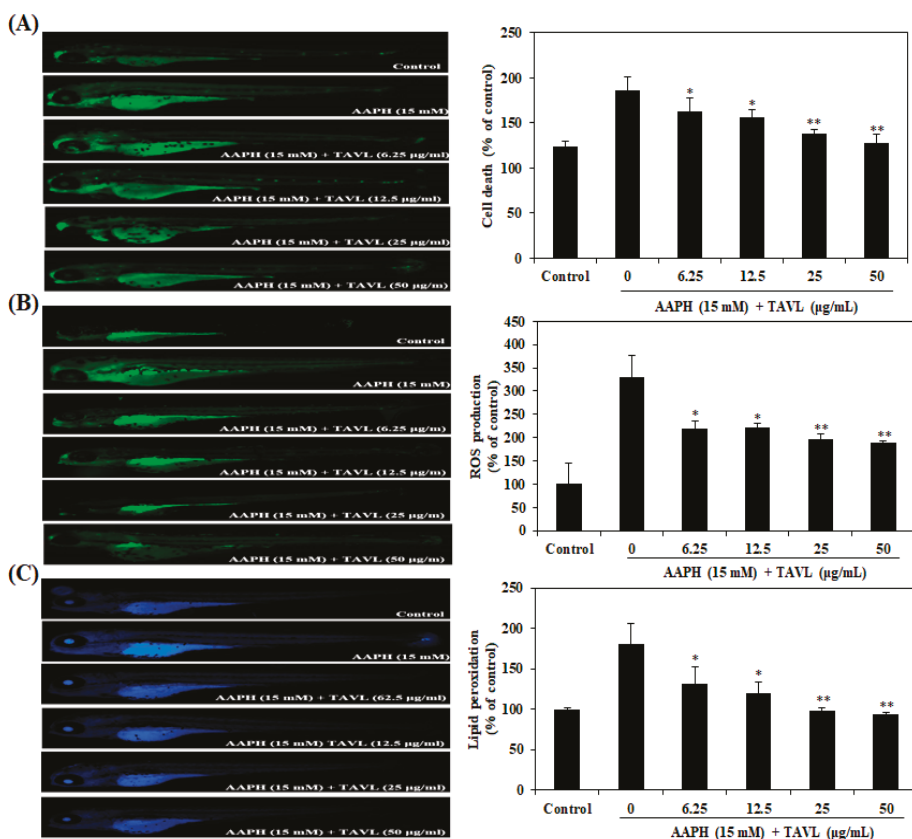 (A)
Control
AAPH (15 mM)
AAPH (15 mM) + TAVL (6.25 μg/ml)
AAPH (15 mM) + TAVL (12.5 μg/ml)
AAPH (15 mM) + TAVL (25 μg/ml)
AAPH (15 mM) + TAVL (50 μg/m)
Cell death (% of control)
250
200
150
100
50
0
Control 0 6.25 12.5 25 50
* * ** **
AAPH (15 mM) + TAVL (μg/mL)
(B)
Control
AAPH (15 mM)
AAPH (15 mM) + TAVL (6.25 μg/m)
AAPH (15 mM) + TAVL (12.5 μg/m)
AAPH (15 mM) + TAVL (25 μg/m)
AAPH (15 mM) + TAVL (50 μg/m)
ROS production
(% of control)
450
400
350
300
250
200
150
100
50
0
* * ** **
Control 0 6.25 12.5 25 50
AAPH (15 mM) + TAVL (μg/mL)
(C)
Control
AAPH (15 mM)
AAPH (15 mM) + TAVL (62.5 μg/ml)
AAPH (15 mM) TAVL (12.5 μg/ml)
AAPH (15 mM) + TAVL (25 μg/ml)
AAPH (15 mM) + TAVL (50 μg/ml)
Lipid peroxidation
(% of control)
250
200
150
100
50
0
* * ** **
Control 0 6.25 12.5 25 50
AAPH (15 mM) + TAVL (μg/mL)